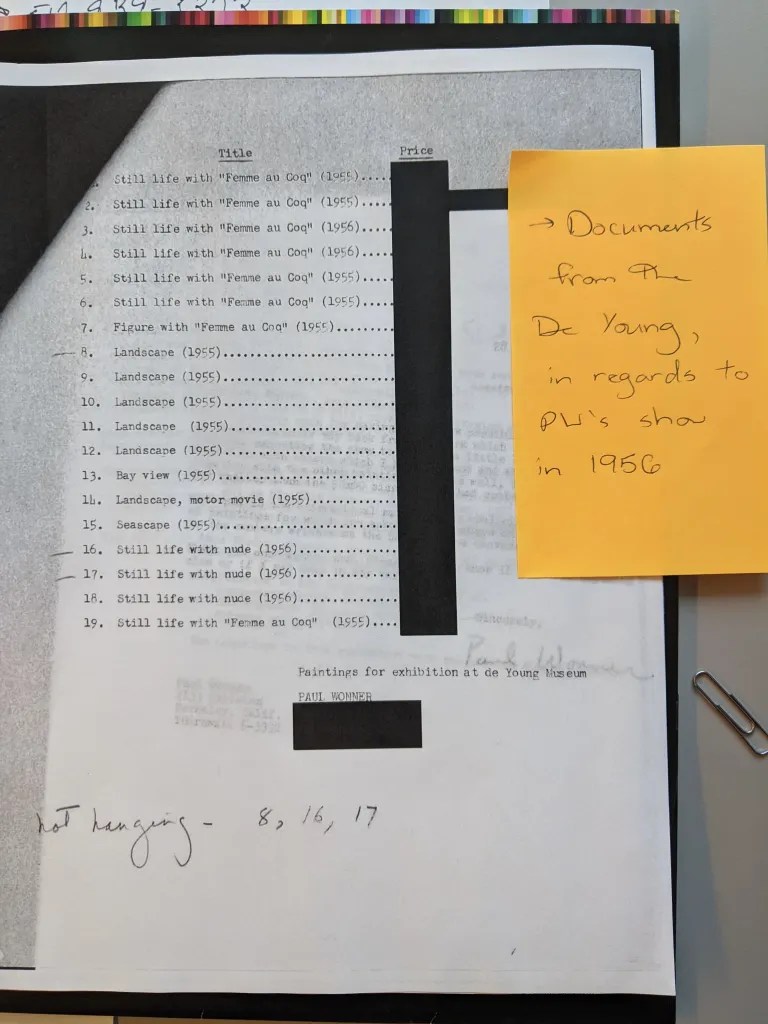 Title Price
1. Still life with "Femme au Coq" (1955)....
2. Still life with "Femme au Coq" (1955)....
3. Still life with "Femme au Coq" (1956)....
4. Still life with "Femme au Coq" (1956)....
5. Still life with "Femme au Coq" (1955)....
6. Still life with "Femme au Coq" (1955)....
7. Figure with "Femme au Coq" (1955)........
8. Landscape (1955)........................
9. Landscape (1955)........................
10. Landscape (1955)........................
11. Landscape (1955).......................
12. Landscape (1955)........................
13. Bay view (1955).........................
14. Landscape, motor movie (1955)............
15. Seascape (1955).........................
16. Still life with nude (1956)..............
17. Still life with nude (1956)..............
18. Still life with nude (1956)..............
19. Still life with "Femme au Coq" (1955)....
Sincerely,
Paul Wonner
Paintings for exhibition at de Young Museum
PAUL WONNER
not hanging - 8, 16, 17
→ Documents
from the
De Young,
in regards to
PW's show
in 1956